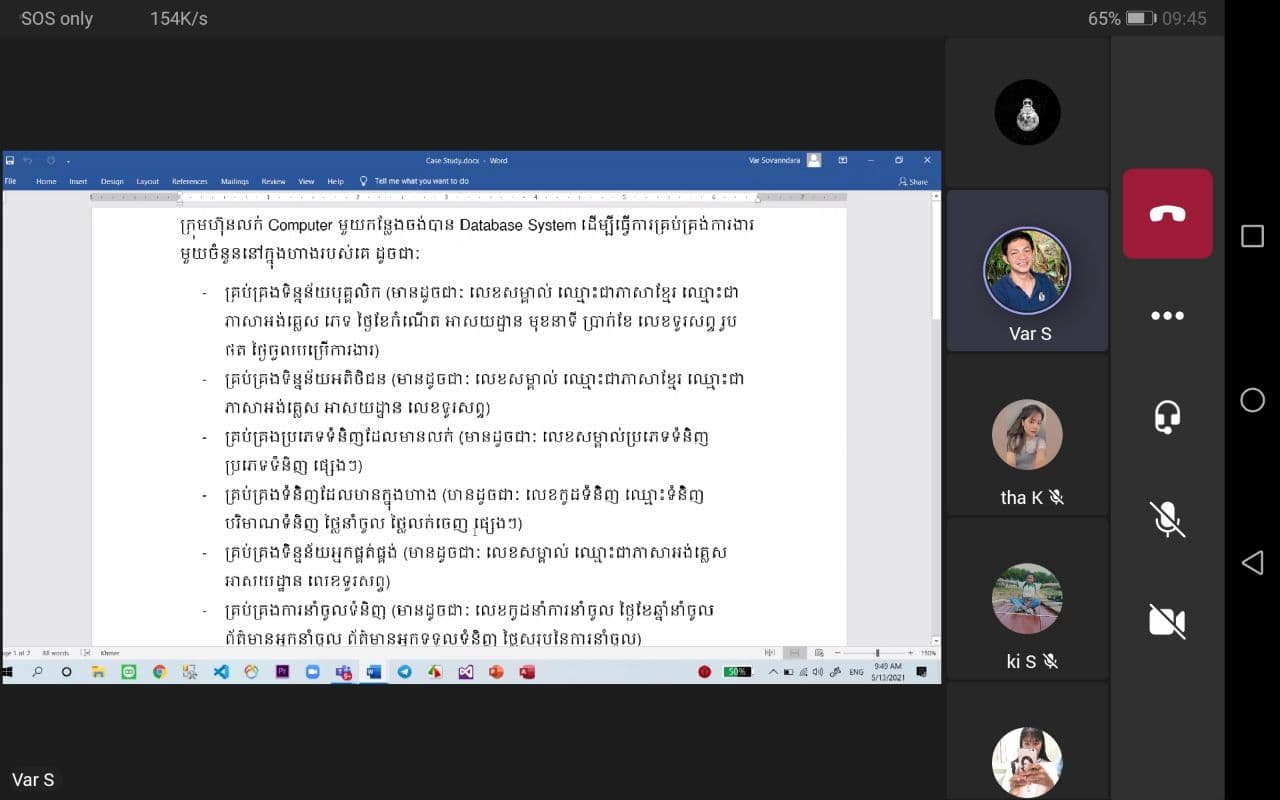 SOS only 154K/s 65% 09:45
Case Study.docx - Word Var Sovanndara
File Home Insert Design Layout References Mailings Review View Help Tell me what you want to do Share
ក្រុមហ៊ុនលក់ Computer មួយកន្លែងចង់បាន Database System ដើម្បីធ្វើការគ្រប់គ្រង់ការងារ
មួយចំនួននៅក្នុងហាងរបស់គេ ដូចជា:
- គ្រប់គ្រងទិន្នន័យបុគ្គលិក (មានដូចជា: លេខសម្គាល់ ឈ្មោះជាភាសាខ្មែរ ឈ្មោះជា
ភាសាអង់គ្លេស ភេទ ថ្ងៃខែកំណើត អាសយដ្ឋាន មុខនាទី ប្រាក់ខែ លេខទូរសព្ទ រូប
ថត ថ្ងៃចូលបម្រើការងារ)
- គ្រប់គ្រងទិន្នន័យអតិថិជន (មានដូចជា: លេខសម្គាល់ ឈ្មោះជាភាសាខ្មែរ ឈ្មោះជា
ភាសាអង់គ្លេស អាសយដ្ឋាន លេខទូរសព្ទ)
- គ្រប់គ្រងប្រភេទទំនិញដែលមានលក់ (មានដូចជា: លេខសម្គាល់ប្រភេទទំនិញ
ប្រភេទទំនិញ ផ្សេងៗ)
- គ្រប់គ្រងទំនិញដែលមានក្នុងហាង (មានដូចជា: លេខកូដទំនិញ ឈ្មោះទំនិញ
បរិមាណទំនិញ ថ្លៃនាំចូល ថ្លៃលក់ចេញ ផ្សេងៗ)
- គ្រប់គ្រងទិន្នន័យអ្នកផ្គត់ផ្គង់ (មានដូចជា: លេខសម្គាល់ ឈ្មោះជាភាសាអង់គ្លេស
អាសយដ្ឋាន លេខទូរសព្ទ)
- គ្រប់គ្រងការនាំចូលទំនិញ (មានដូចជា: លេខកូដនាំការនាំចូល ថ្ងៃខែឆ្នាំនាំចូល
ព័ត៌មានអ្នកនាំចូល ព័ត៌មានអ្នកទទួលទំនិញ ថ្លៃសរុបនៃការនាំចូល)
88 words Khmer 150%
50% ENG 9:49 AM
5/13/2021
Var S
tha K
ki S
Var S